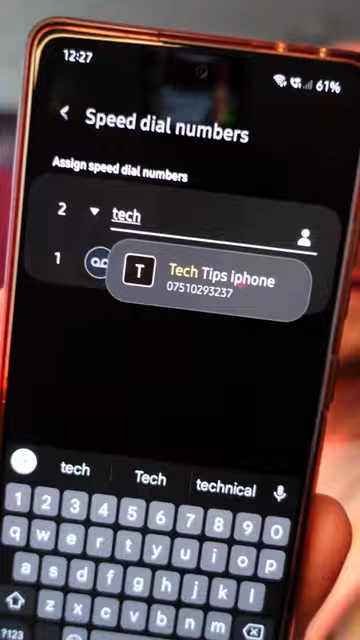 12:27
61%
Speed dial numbers
Assign speed dial numbers
2 tech
1
T Tech Tips iphone
07510293237
tech Tech technical
1 2 3 4 5 6 7 8 9 0
q w e r t y u i o p
a s d f g h j k l
z x c v b n m
?123